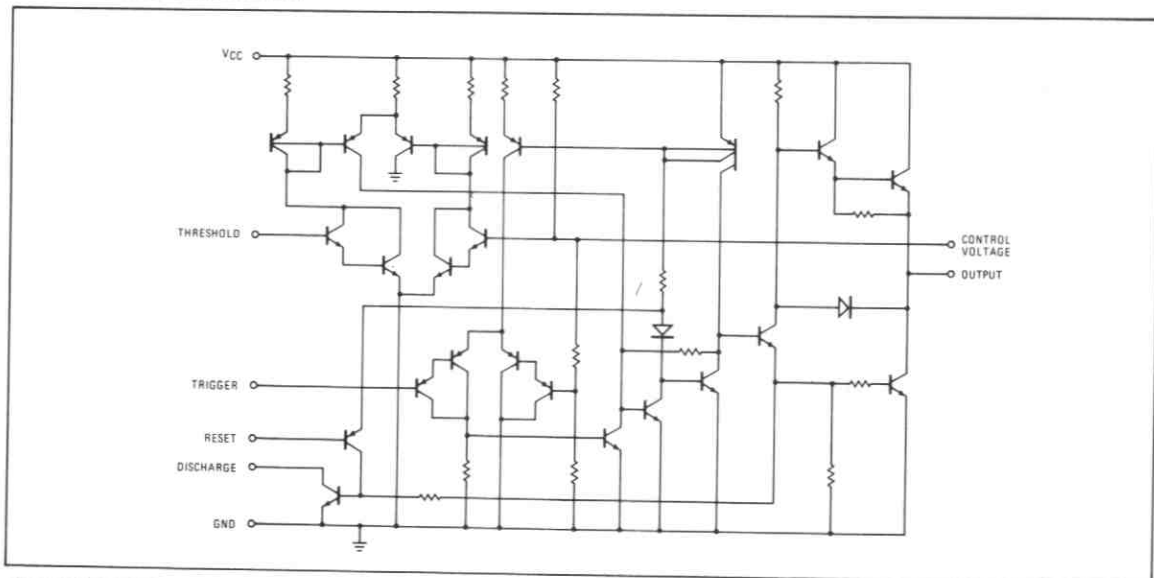 VCC
THRESHOLD
CONTROL
VOLTAGE
OUTPUT
TRIGGER
RESET
DISCHARGE
GND